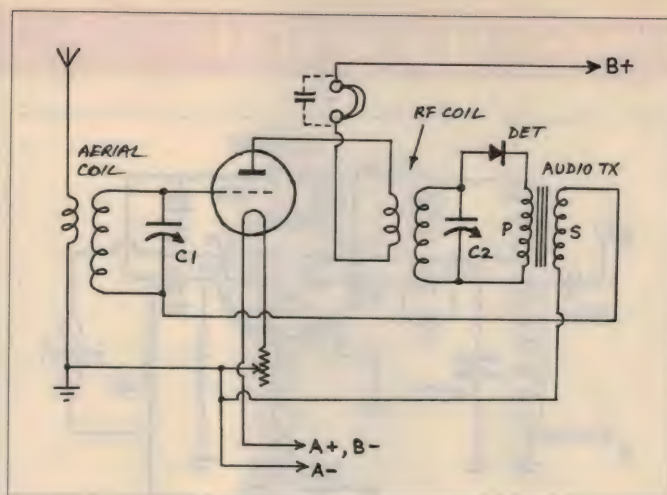 B+
RF COIL
DET
AERIAL
COIL
AUDIO TX
C1
C2
P
S
A+, B-
A-